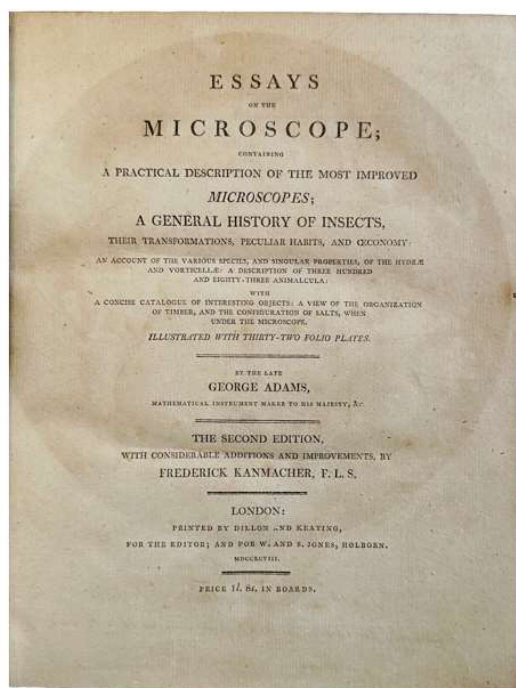 ESSAYS
ON THE
MICROSCOPE;
CONTAINING
A PRACTICAL DESCRIPTION OF THE MOST IMPROVED
MICROSCOPES;
A GENERAL HISTORY OF INSECTS,
THEIR TRANSFORMATIONS, PECULIAR HABITS, AND ŒCONOMY:
AN ACCOUNT OF THE VARIOUS SPECIES, AND SINGULAR PROPERTIES, OF THE HYDRÆ
AND VORTICELLÆ: A DESCRIPTION OF THREE HUNDRED
AND EIGHTY-THREE ANIMALCULA:
WITH
A CONCISE CATALOGUE OF INTERESTING OBJECTS: A VIEW OF THE ORGANIZATION
OF TIMBER, AND THE CONFIGURATION OF SALTS, WHEN
UNDER THE MICROSCOPE.
ILLUSTRATED WITH THIRTY-TWO FOLIO PLATES.
BY THE LATE
GEORGE ADAMS,
MATHEMATICAL INSTRUMENT MAKER TO HIS MAJESTY, &c.
THE SECOND EDITION,
WITH CONSIDERABLE ADDITIONS AND IMPROVEMENTS, BY
FREDERICK KANMACHER, F. L. S.
LONDON:
PRINTED BY DILLON AND KEATING,
FOR THE EDITOR; AND FOR W. AND S. JONES, HOLBORN.
MDCCXCVIII.
PRICE 1l. 8s. IN BOARDS.